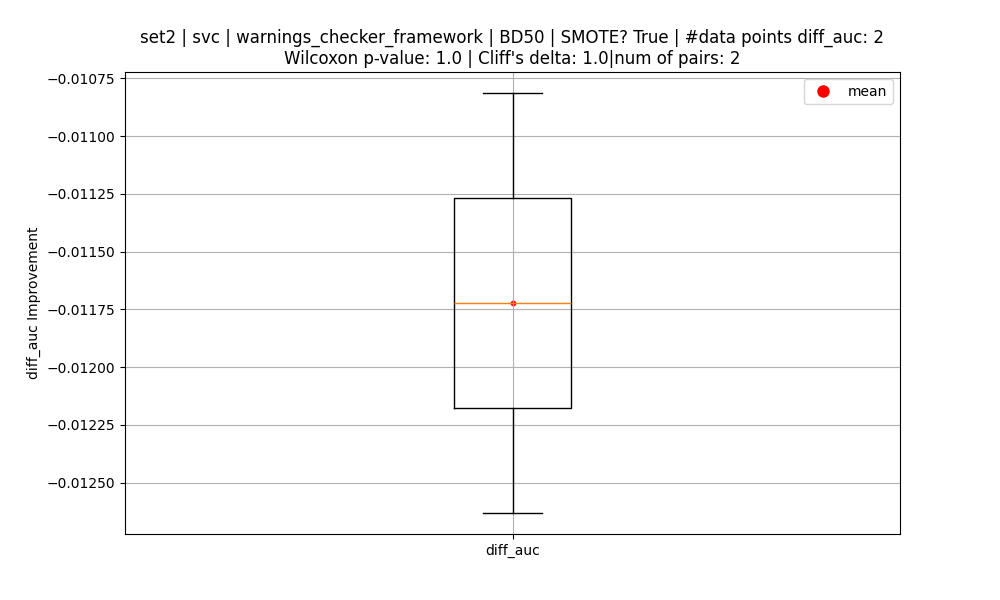 set2 | svc | warnings_checker_framework | BD50 | SMOTE? True | #data points diff_auc: 2
Wilcoxon p-value: 1.0 | Cliff's delta: 1.0|num of pairs: 2
mean
diff_auc Improvement
−0.01075
−0.01100
−0.01125
−0.01150
−0.01175
−0.01200
−0.01225
−0.01250
diff_auc